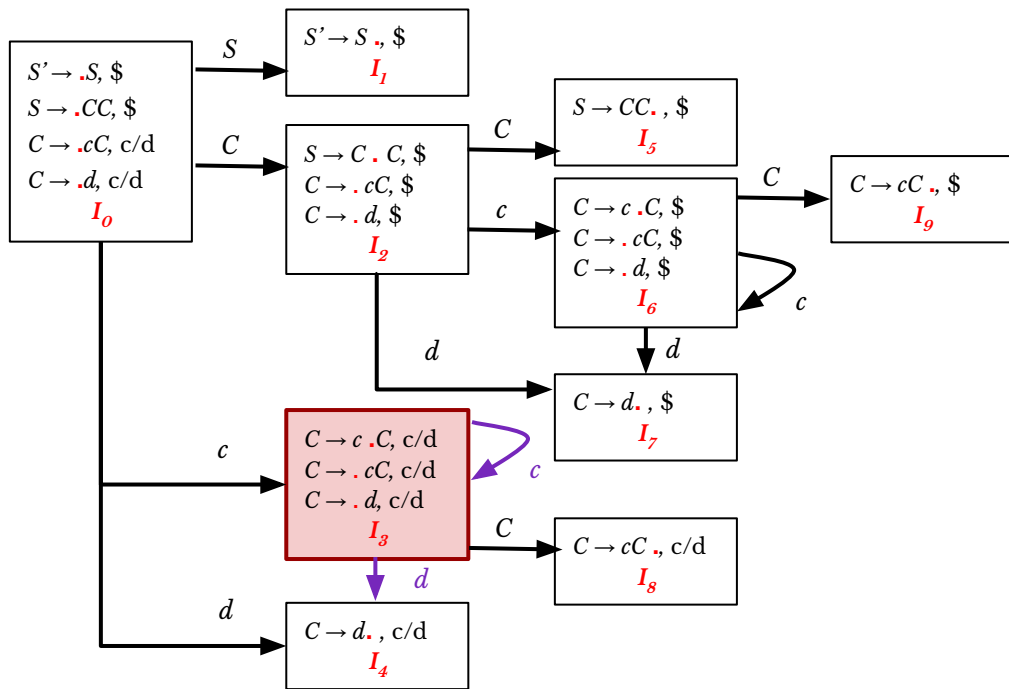 S' → .S, $
S → .CC, $
C → .cC, c/d
C → .d, c/d
I0
S
S' → S ., $
I1
C
S → C . C, $
C → . cC, $
C → . d, $
I2
C
S → CC. , $
I5
c
C → c .C, $
C → . cC, $
C → . d, $
I6
C
C → cC ., $
I9
c
d
d
C → d. , $
I7
c
C → c .C, c/d
C → . cC, c/d
C → . d, c/d
I3
c
C
C → cC ., c/d
I8
d
d
C → d. , c/d
I4